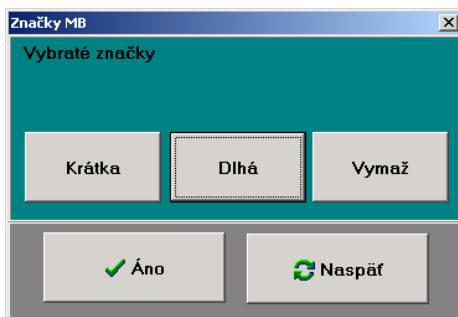 Značky MB
Vybraté značky
Krátka
Dlhá
Vymaž
Áno
Naspäť